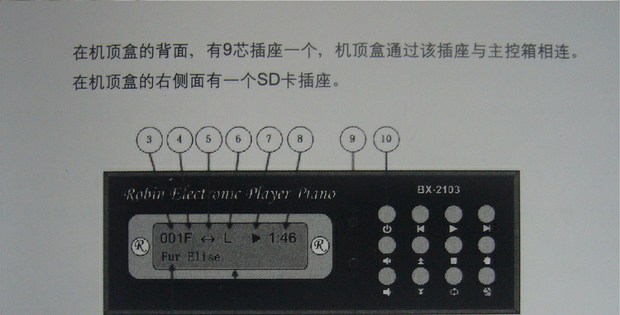 在机顶盒的背面，有9芯插座一个，机顶盒通过该插座与主控箱相连。
在机顶盒的右侧面有一个SD卡插座。
3 4 5 6 7 8 9 10
Robin Electronic Player Piano
BX-2103
001F ↔ L ▶ 1:46
Fur Elise
R R